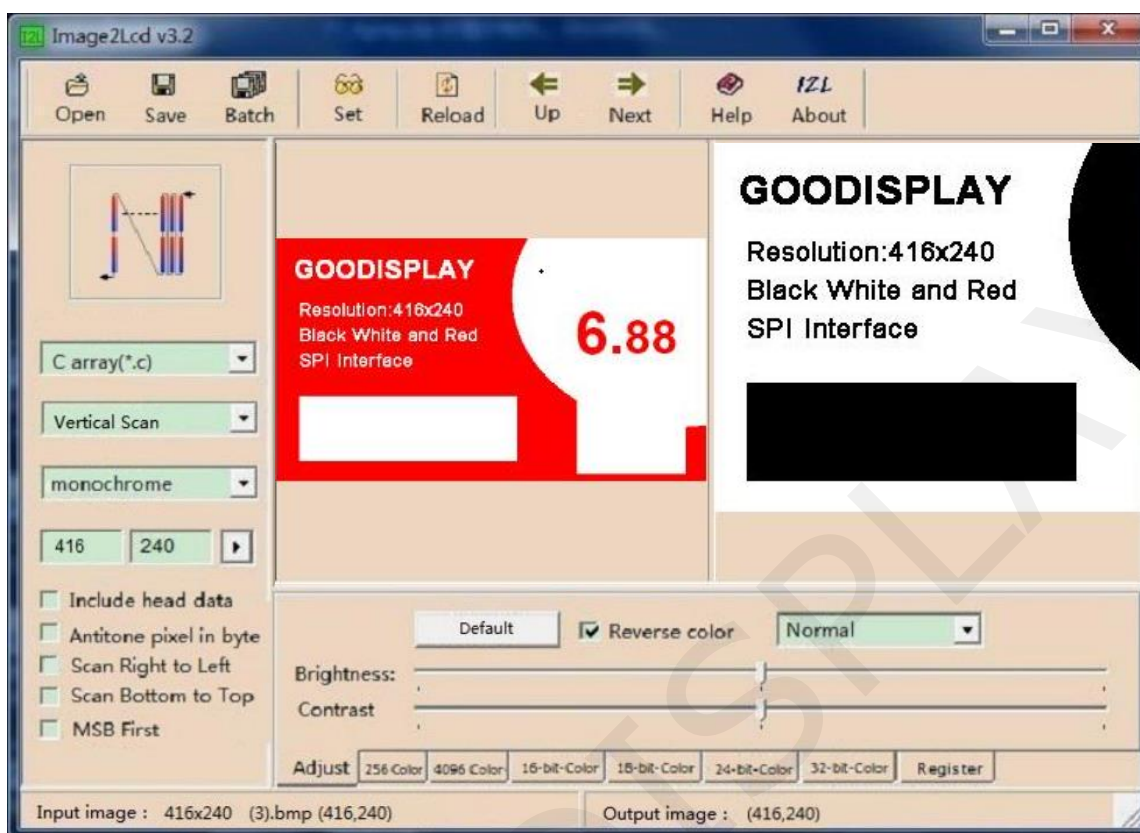 I2L Image2Lcd v3.2
Open Save Batch Set Reload Up Next Help About
I2L
C array(*.c)
Vertical Scan
monochrome
416 240
Include head data
Antitone pixel in byte
Scan Right to Left
Scan Bottom to Top
MSB First
GOODISPLAY
Resolution:416x240
Black White and Red
SPI Interface
6.88
GOODISPLAY
Resolution:416x240
Black White and Red
SPI Interface
Default Reverse color Normal
Brightness:
Contrast
Adjust 256 Color 4096 Color 16-bit-Color 18-bit-Color 24-bit-Color 32-bit-Color Register
Input image : 416x240 (3).bmp (416,240) Output image : (416,240)